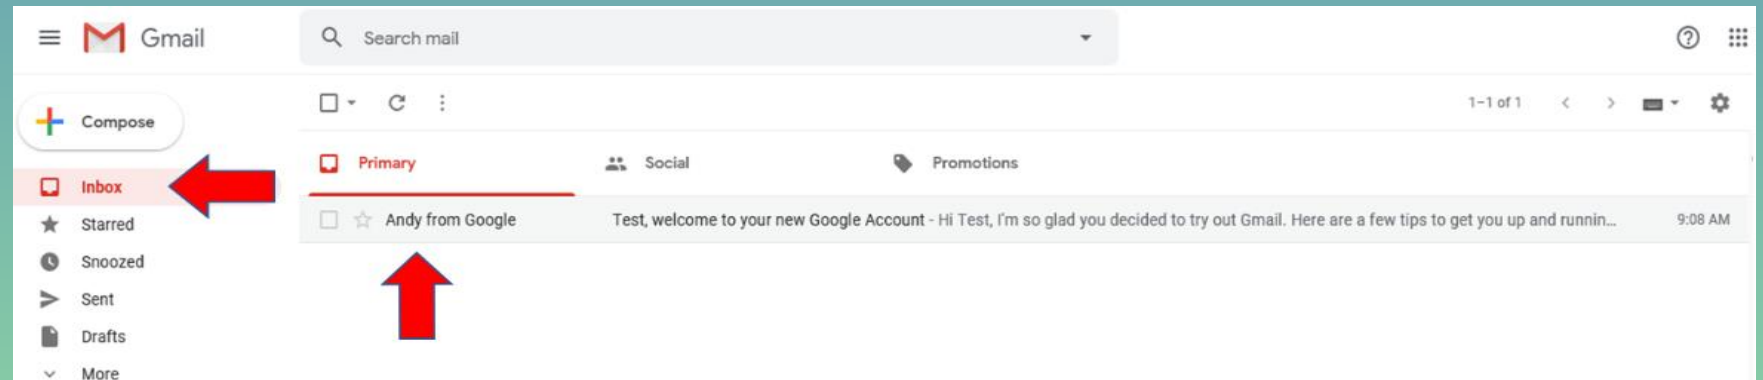 Gmail
Search mail
Compose
1–1 of 1
Primary
Social
Promotions
Inbox
Andy from Google Test, welcome to your new Google Account - Hi Test, I'm so glad you decided to try out Gmail. Here are a few tips to get you up and runnin... 9:08 AM
Starred
Snoozed
Sent
Drafts
More